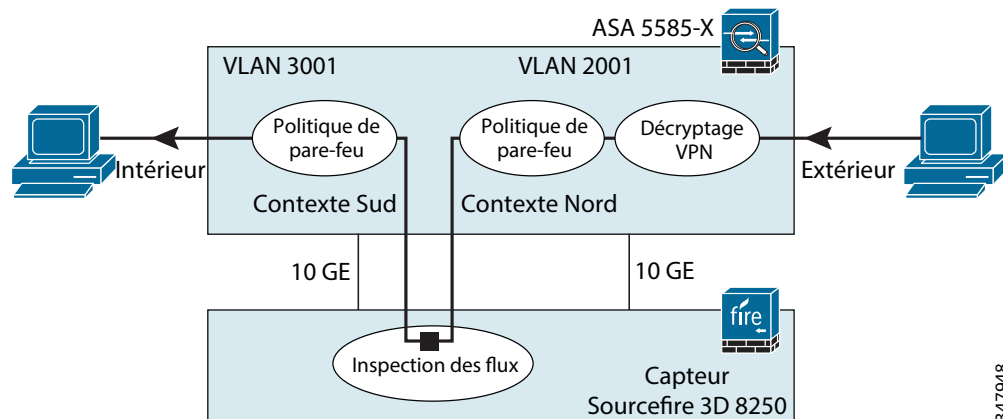 ASA 5585-X
VLAN 3001
VLAN 2001
Politique de
pare-feu
Politique de
pare-feu
Décryptage
VPN
Intérieur
Extérieur
Contexte Sud
Contexte Nord
10 GE
10 GE
fire
Inspection des flux
Capteur
Sourcefire 3D 8250
347948